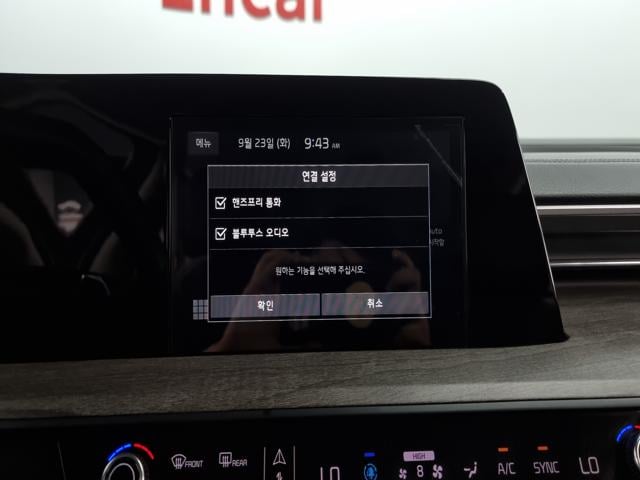 Encar
메뉴 9월 23일 (화) 9:43 AM
연결 설정
핸즈프리 통화
블루투스 오디오
Auto
원하는 기능을 선택해 주십시오.
확인 취소
FRONT REAR LO HIGH 8 A/C SYNC LO